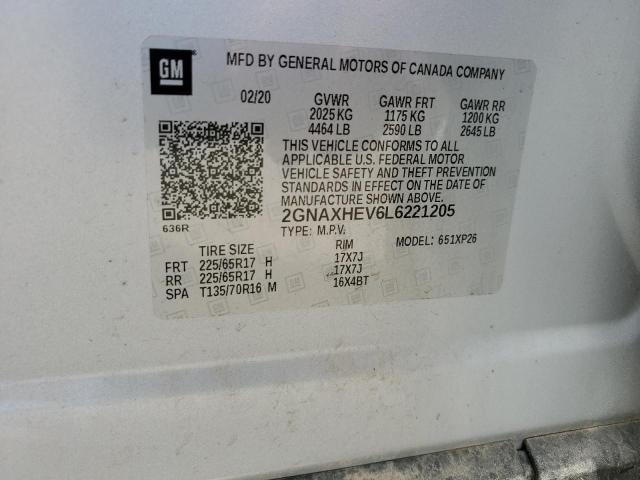 GM
MFD BY GENERAL MOTORS OF CANADA COMPANY
02/20 GVWR GAWR FRT GAWR RR
2025 KG 1175 KG 1200 KG
4464 LB 2590 LB 2645 LB
THIS VEHICLE CONFORMS TO ALL
APPLICABLE U.S. FEDERAL MOTOR
VEHICLE SAFETY AND THEFT PREVENTION
STANDARDS IN EFFECT ON THE DATE OF
MANUFACTURE SHOWN ABOVE.
2GNAXHEV6L6221205
636R
TYPE: M.P.V. MODEL: 651XP26
TIRE SIZE RIM
FRT 225/65R17 H 17X7J
RR 225/65R17 H 17X7J
SPA T135/70R16 M 16X4BT